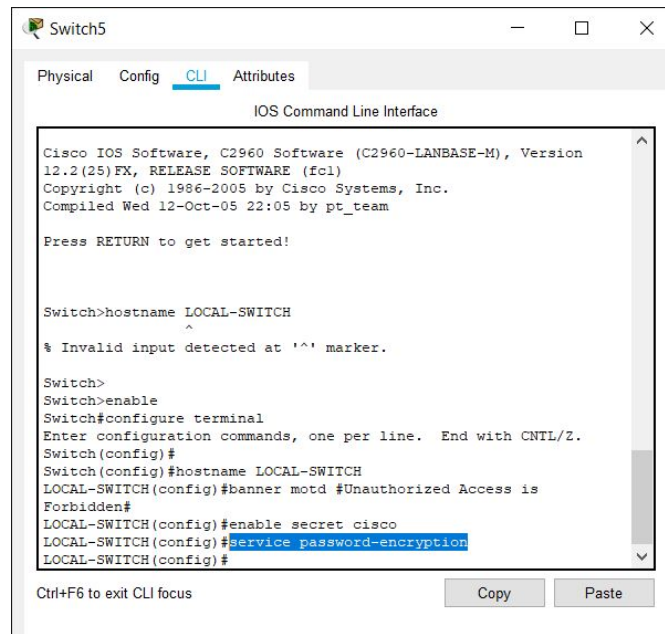 Switch5
Physical Config CLI Attributes
IOS Command Line Interface
Cisco IOS Software, C2960 Software (C2960-LANBASE-M), Version
12.2(25)FX, RELEASE SOFTWARE (fc1)
Copyright (c) 1986-2005 by Cisco Systems, Inc.
Compiled Wed 12-Oct-05 22:05 by pt_team
Press RETURN to get started!
Switch>hostname LOCAL-SWITCH
^
% Invalid input detected at '^' marker.
Switch>
Switch>enable
Switch#configure terminal
Enter configuration commands, one per line.  End with CNTL/Z.
Switch(config)#
Switch(config)#hostname LOCAL-SWITCH
LOCAL-SWITCH(config)#banner motd #Unauthorized Access is
Forbidden#
LOCAL-SWITCH(config)#enable secret cisco
LOCAL-SWITCH(config)#service password-encryption
LOCAL-SWITCH(config)#
Ctrl+F6 to exit CLI focus
Copy Paste